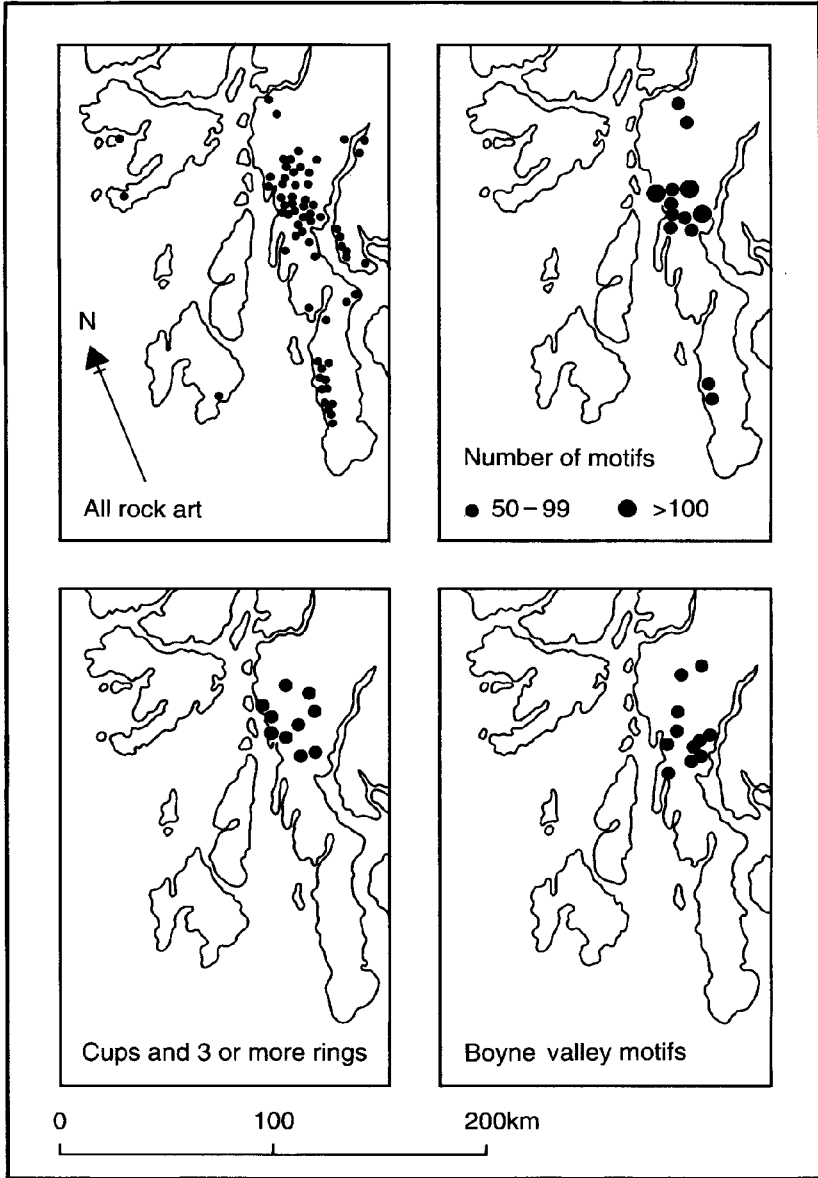 N
All rock art
Number of motifs
50–99 >100
Cups and 3 or more rings
Boyne valley motifs
0 100 200km